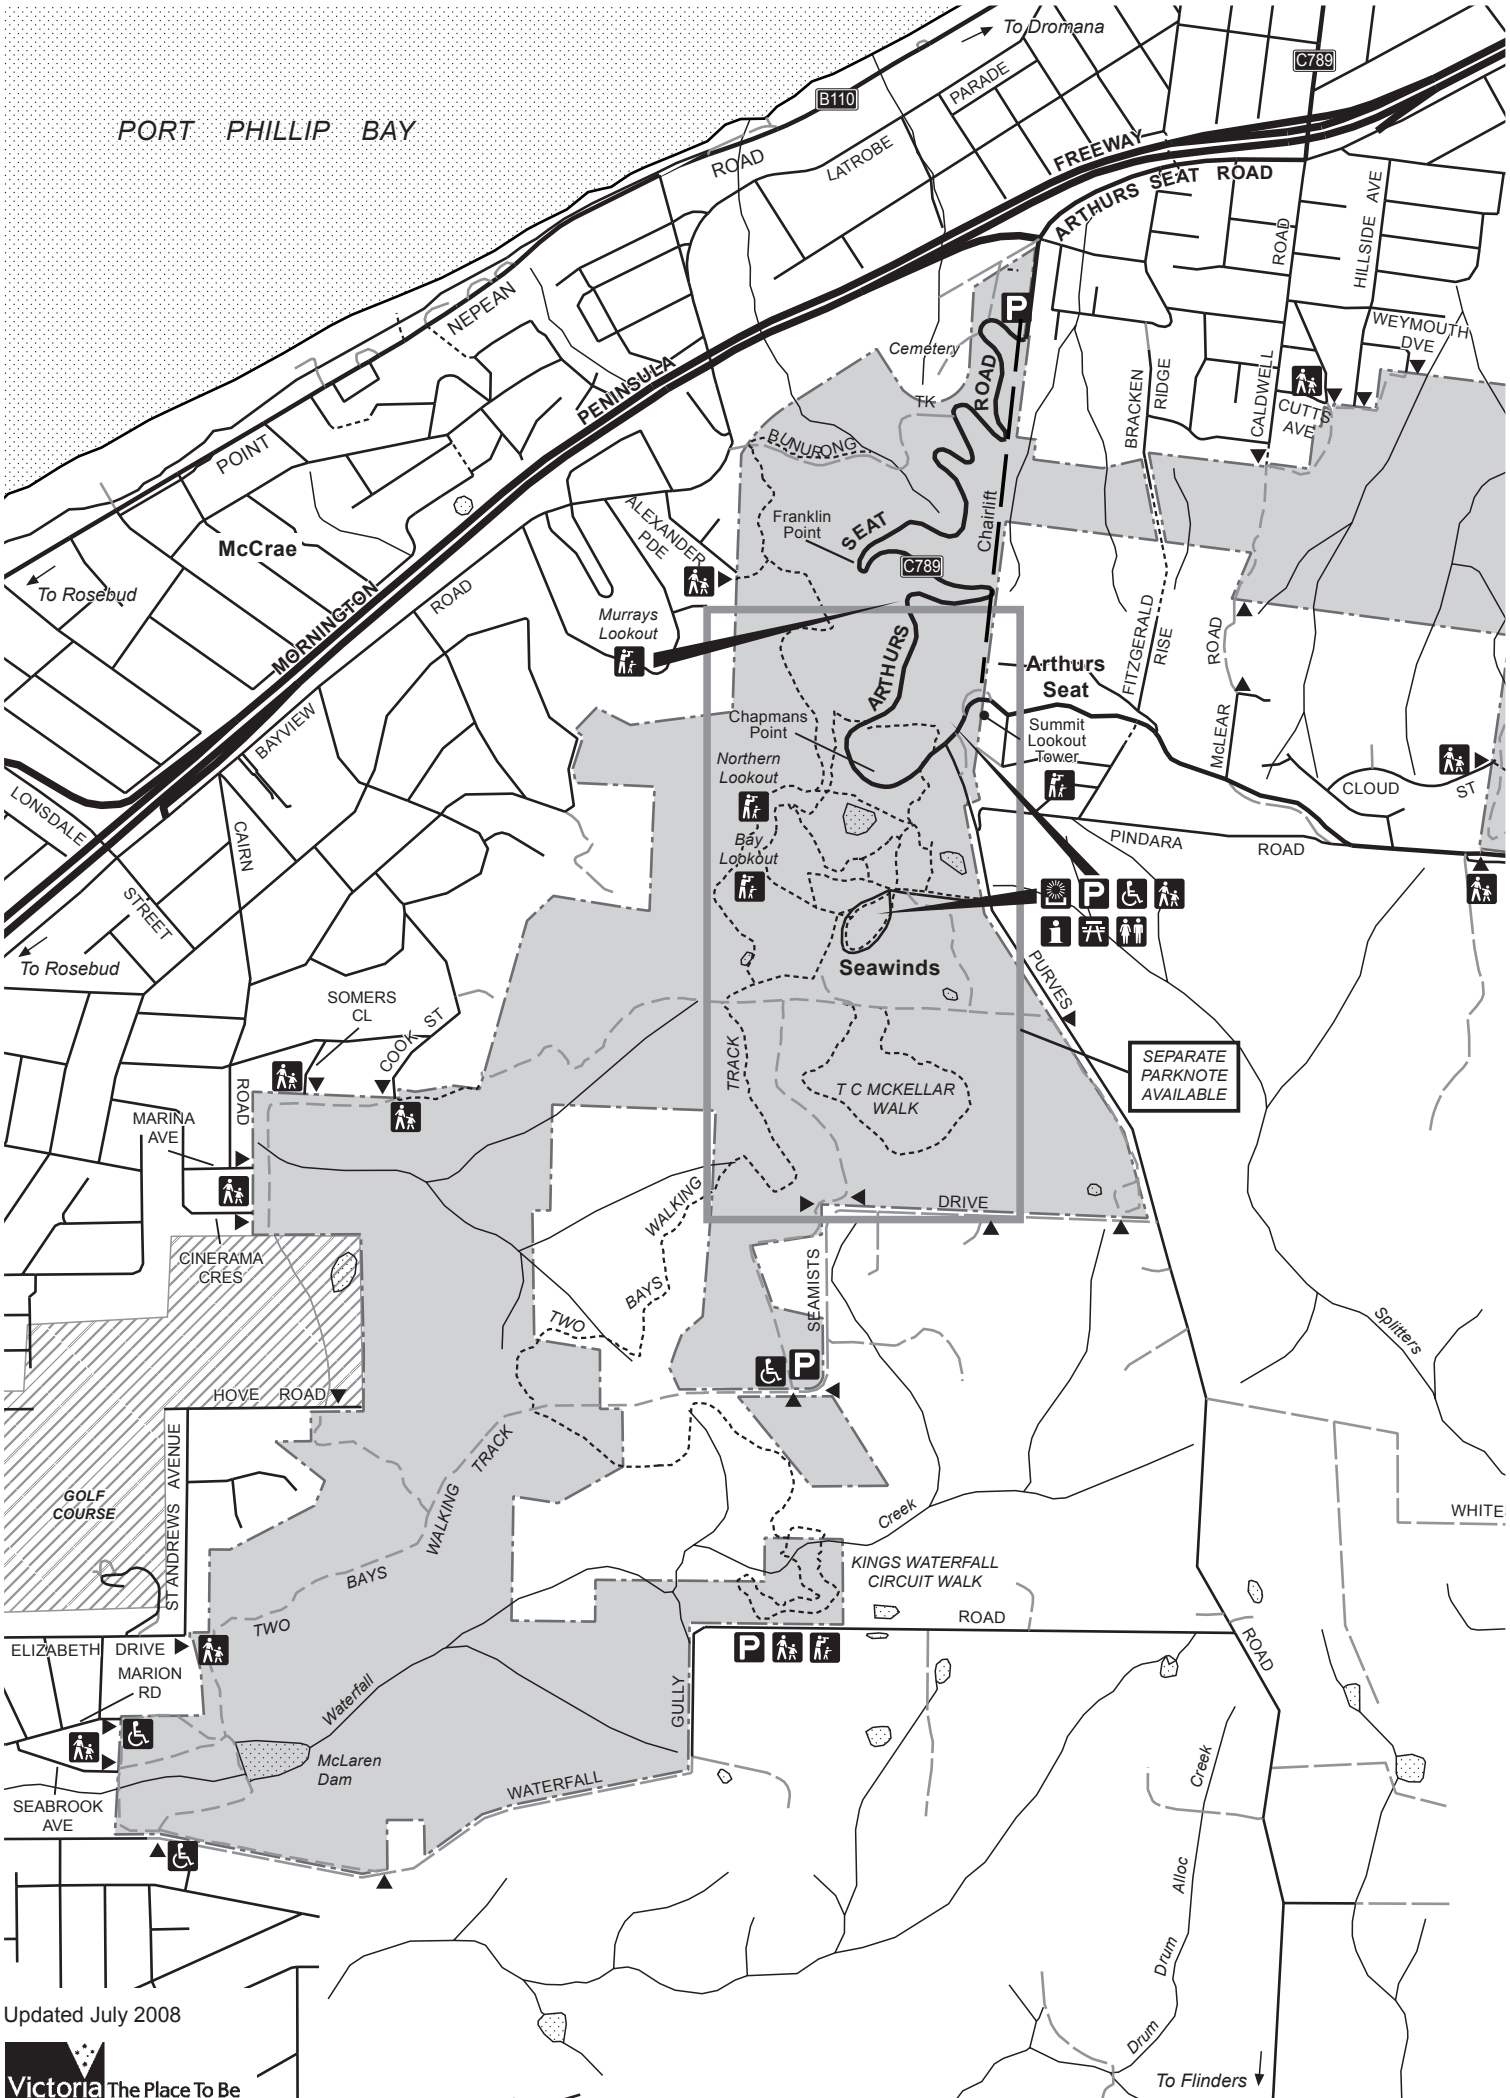 To Dromana
C789
PORT PHILLIP BAY
B110
PARADE
LATROBE
ROAD
FREEWAY
ARTHURS SEAT ROAD
HILLSIDE AVE
ROAD
NEPEAN
P
WEYMOUTH
DVE
Cemetery
TK
ROAD
PENINSULA
BRACKEN
RIDGE
CALDWELL
CUTTS
AVE
POINT
BUNURONG
Chairlift
Franklin
Point
SEAT
ALEXANDER
PDE
McCrae
C789
To Rosebud
MORNINGTON
ROAD
Murrays
Lookout
FITZGERALD
RISE
ROAD
Arthurs
Seat
ARTHURS
BAYVIEW
Chapmans
Point
Summit
Lookout
Tower
McLEAR
Northern
Lookout
CLOUD
ST
LONSDALE
CAIRN
Bay
Lookout
PINDARA
ROAD
STREET
P
i
To Rosebud
Seawinds
PURVES
SOMERS
CL
COOK ST
SEPARATE
PARKNOTE
AVAILABLE
TRACK
T C MCKELLAR
WALK
ROAD
MARINA
AVE
DRIVE
WALKING
CINERAMA
CRES
BAYS
SEAMISTS
TWO
Splitters
P
HOVE ROAD
ST ANDREWS AVENUE
TRACK
GOLF
COURSE
WALKING
Creek
WHITE
KINGS WATERFALL
CIRCUIT WALK
BAYS
ROAD
TWO
ELIZABETH DRIVE
P
ROAD
MARION
RD
Waterfall
GULLY
McLaren
Dam
WATERFALL
Creek
SEABROOK
AVE
Alloc
Drum
Updated July 2008
Drum
To Flinders
Victoria The Place To Be